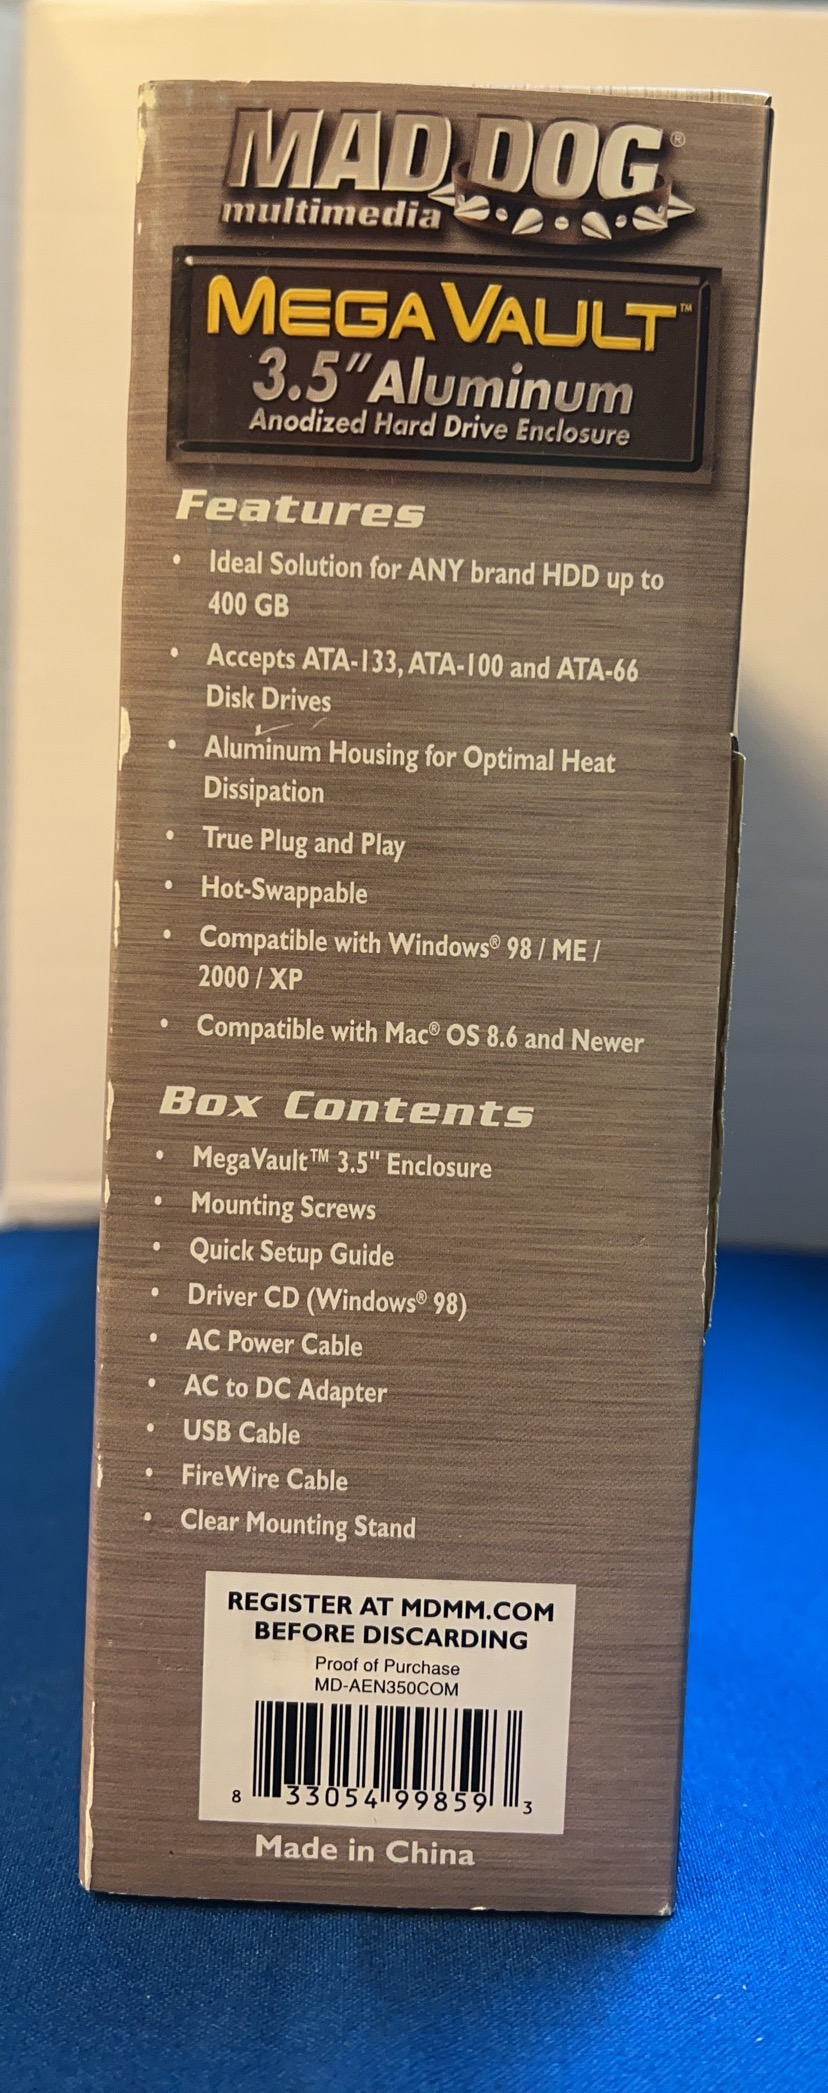 MAD DOG®
multimedia
MEGAVAULT™
3.5" Aluminum
Anodized Hard Drive Enclosure
Features
• Ideal Solution for ANY brand HDD up to
400 GB
• Accepts ATA-133, ATA-100 and ATA-66
Disk Drives
• Aluminum Housing for Optimal Heat
Dissipation
• True Plug and Play
• Hot-Swappable
• Compatible with Windows® 98 / ME /
2000 / XP
• Compatible with Mac® OS 8.6 and Newer
Box Contents
• MegaVault™ 3.5" Enclosure
• Mounting Screws
• Quick Setup Guide
• Driver CD (Windows® 98)
• AC Power Cable
• AC to DC Adapter
• USB Cable
• FireWire Cable
• Clear Mounting Stand
REGISTER AT MDMM.COM
BEFORE DISCARDING
Proof of Purchase
MD-AEN350COM
8 33054 99859 3
Made in China